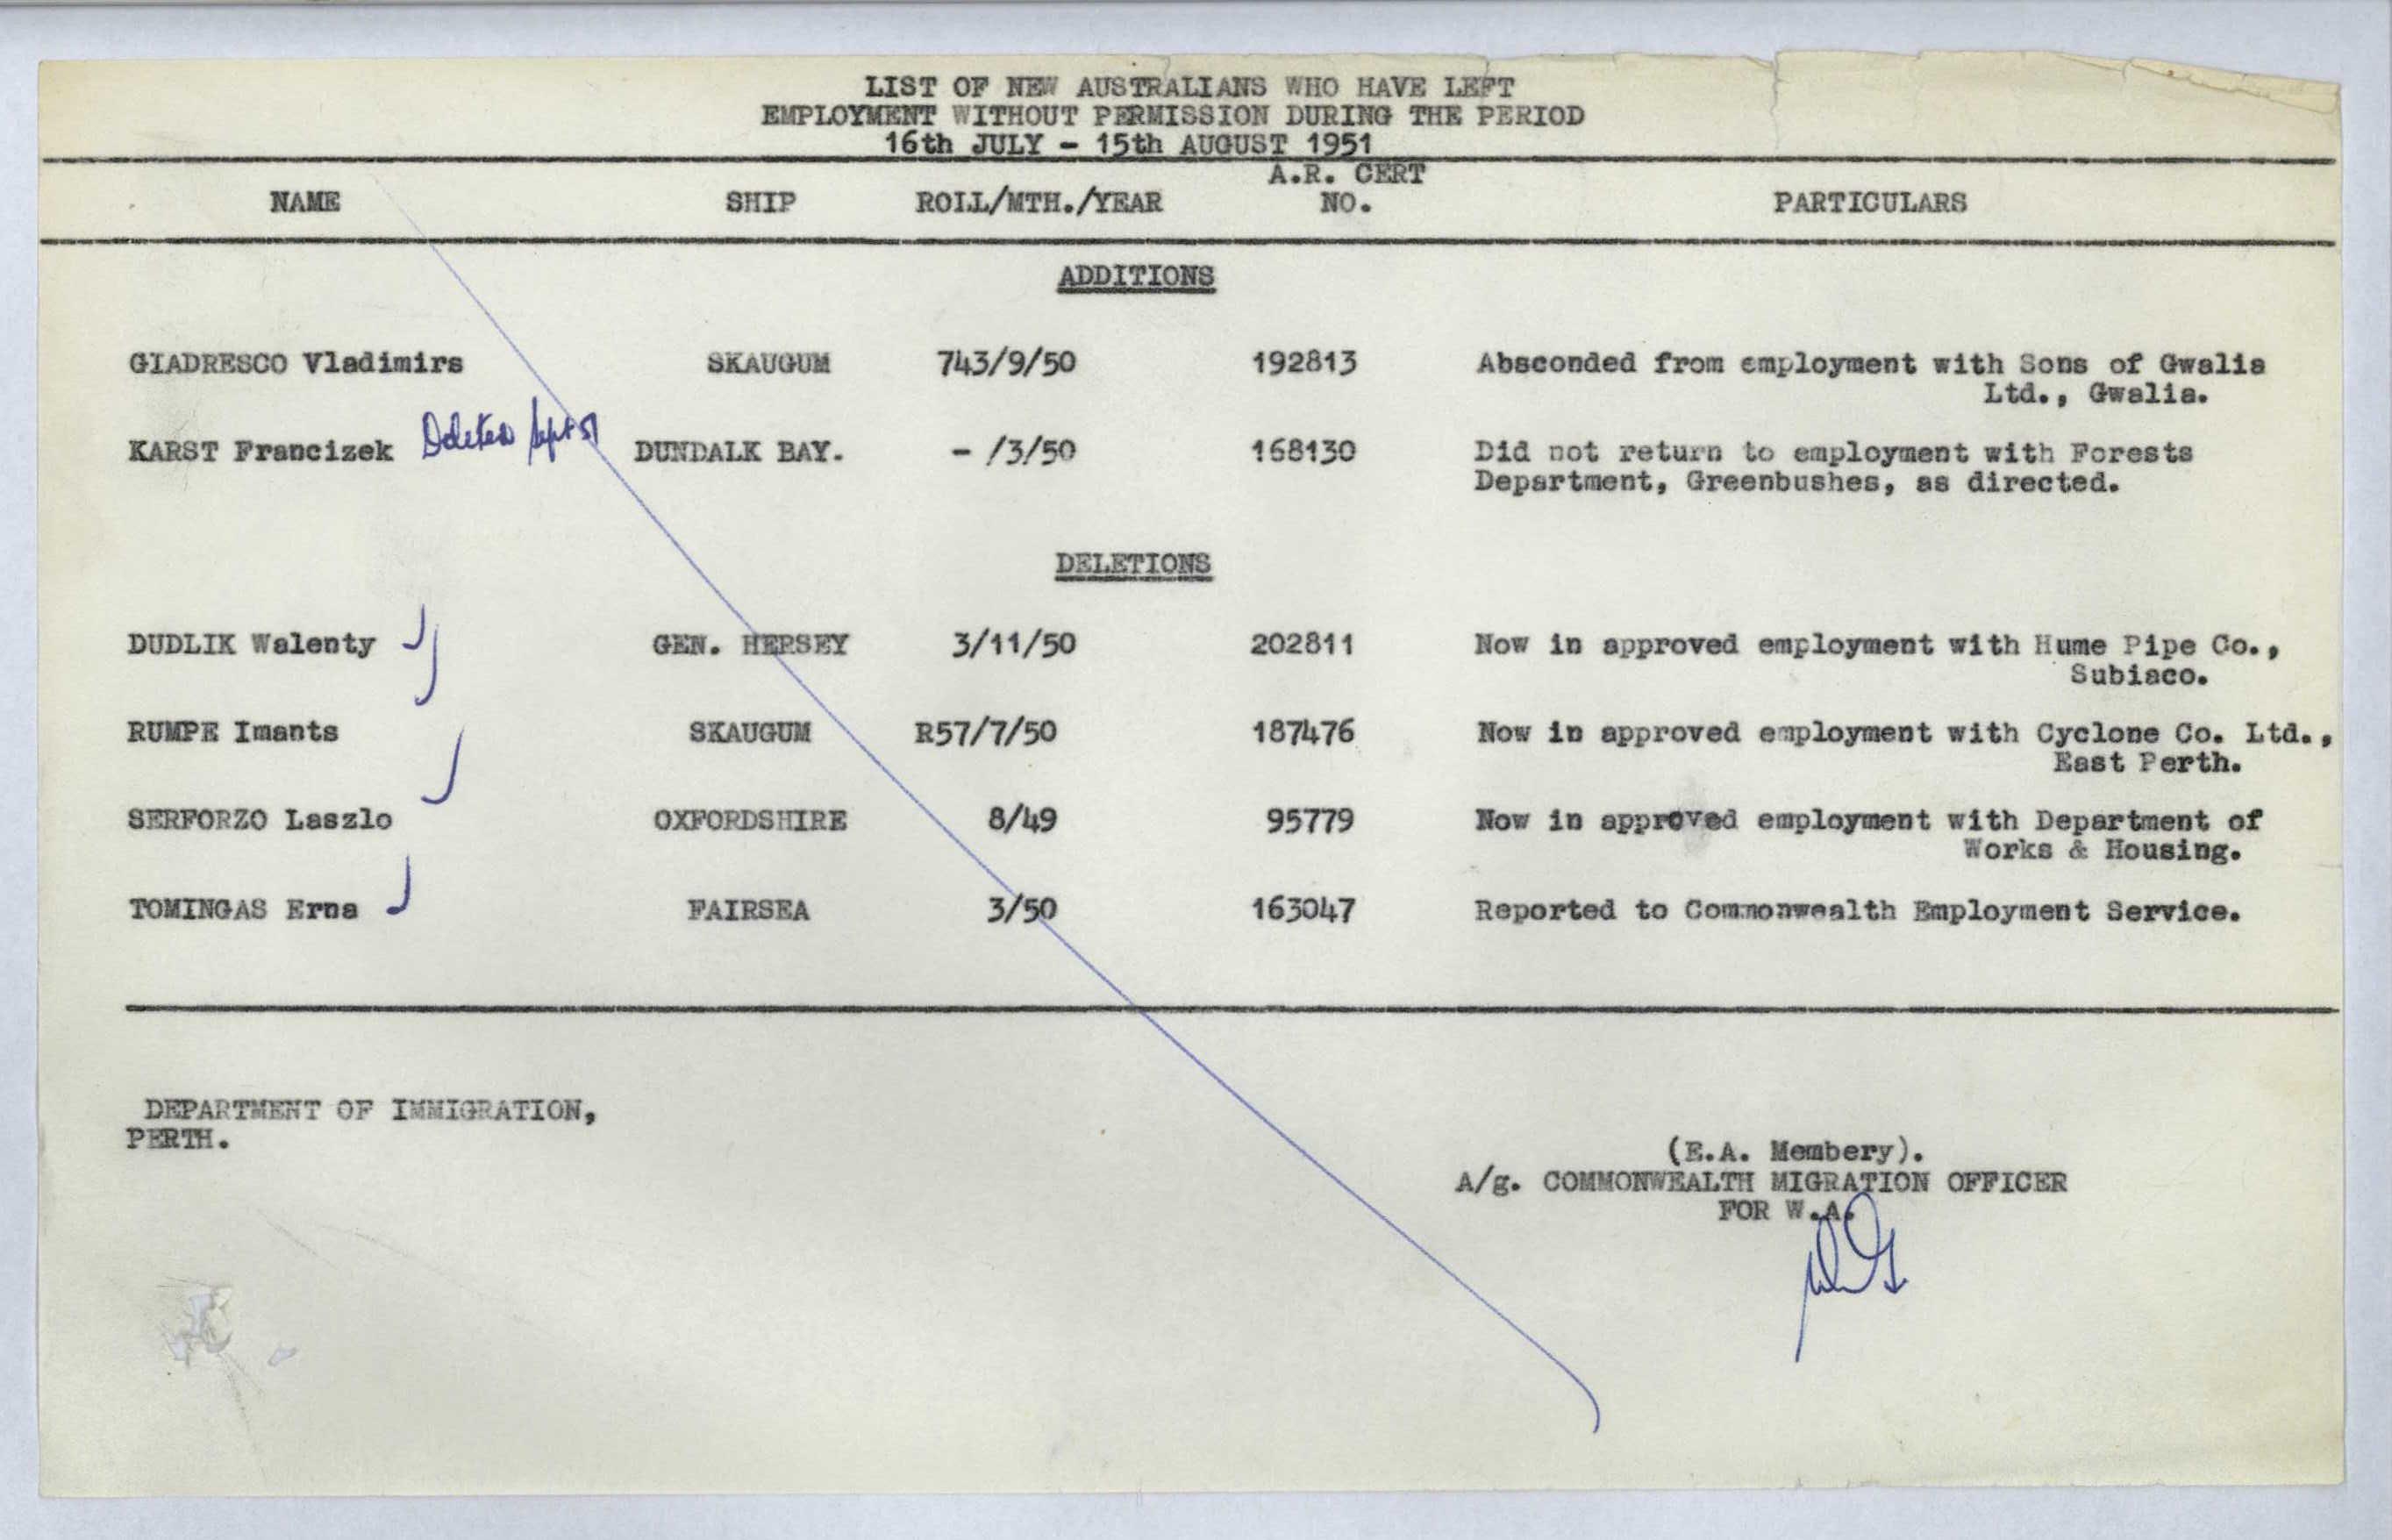 LIST OF NEW AUSTRALIANS WHO HAVE LEFT
EMPLOYMENT WITHOUT PERMISSION DURING THE PERIOD
16th JULY - 15th AUGUST 1951
NAME SHIP ROLL/MTH./YEAR A.R. CERT NO. PARTICULARS
ADDITIONS
GIADRESCO Vladimirs SKAUGUM 743/9/50 192813 Absconded from employment with Sons of Gwalia
Ltd., Gwalia.
KARST Francizek Deleted Sept 51 DUNDALK BAY. - /3/50 168130 Did not return to employment with Forests
Department, Greenbushes, as directed.
DELETIONS
DUDLIK Walenty GEN. HERSEY 3/11/50 202811 Now in approved employment with Hume Pipe Co.,
Subiaco.
RUMPE Imants SKAUGUM R57/7/50 187476 Now in approved employment with Cyclone Co. Ltd.,
East Perth.
SERFORZO Laszlo OXFORDSHIRE 8/49 95779 Now in approved employment with Department of
Works & Housing.
TOMINGAS Erna FAIRSEA 3/50 163047 Reported to Commonwealth Employment Service.
DEPARTMENT OF IMMIGRATION,
PERTH.
(E.A. Membery).
A/g. COMMONWEALTH MIGRATION OFFICER
FOR W.A.